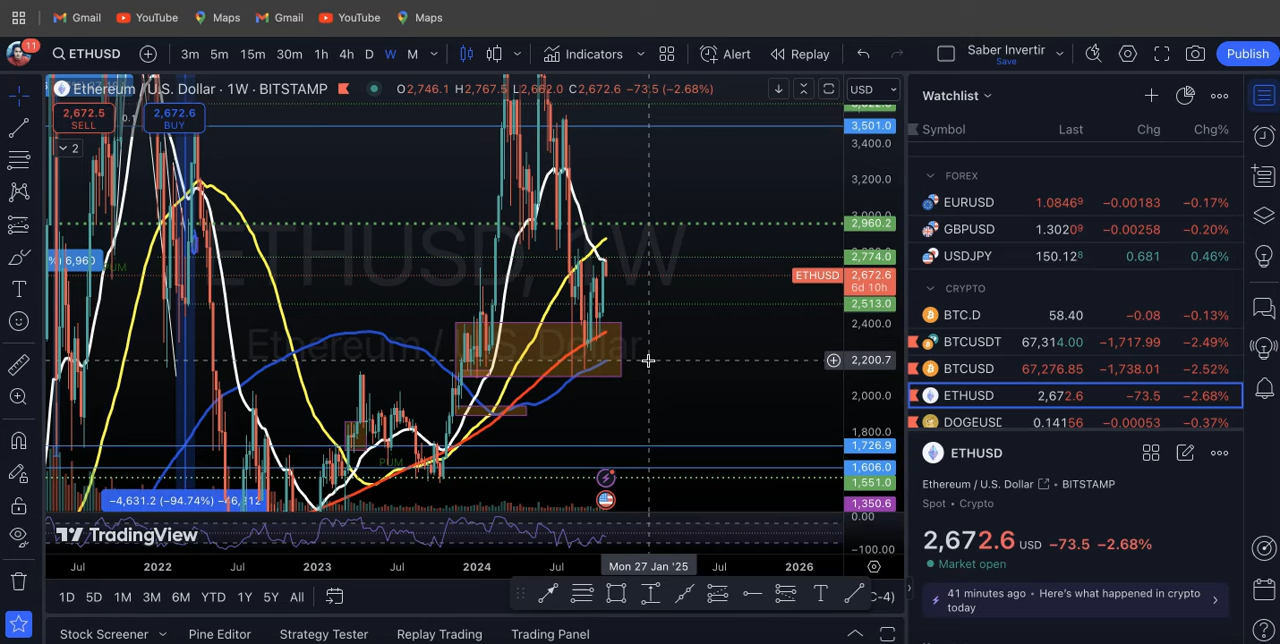 Gmail YouTube Maps Gmail YouTube Maps
11 ETHUSD 3m 5m 15m 30m 1h 4h D W M Indicators Alert Replay Saber Invertir Save Publish
Ethereum / U.S. Dollar · 1W · BITSTAMP O2,746.1 H2,767.5 C2,672.6 −73.5 (−2.68%) USD
2,672.5 SELL
2,672.6 BUY
2
3,501.0
3,400.0
3,200.0
2,960.2
2,774.0
ETHUSD 2,672.6
6d 10h
2,513.0
2,400.0
2,200.7
2,000.0
1,800.0
1,726.9
1,606.0
1,551.0
1,350.6
0.00
−100.00
ETHUSD, 1W
Ethereum / U.S. Dollar
6,960
PUM
PUM
−4,631.2 (−94.74%)
TradingView
Jul 2022 Jul 2023 Jul 2024 Jul Mon 27 Jan '25 Jul 2026
1D 5D 1M 3M 6M YTD 1Y 5Y All
Stock Screener Pine Editor Strategy Tester Replay Trading Trading Panel
Watchlist
Symbol Last Chg Chg%
FOREX
EURUSD 1.08469 −0.00183 −0.17%
GBPUSD 1.30209 −0.00258 −0.20%
USDJPY 150.128 0.681 0.46%
CRYPTO
BTC.D 58.40 −0.08 −0.13%
BTCUSDT 67,314.00 −1,717.99 −2.49%
BTCUSD 67,276.85 −1,738.01 −2.52%
ETHUSD 2,672.6 −73.5 −2.68%
DOGEUSD 0.14156 −0.00053 −0.37%
ETHUSD
Ethereum / U.S. Dollar • BITSTAMP
Spot • Crypto
2,672.6 USD −73.5 −2.68%
Market open
41 minutes ago • Here's what happened in crypto
today